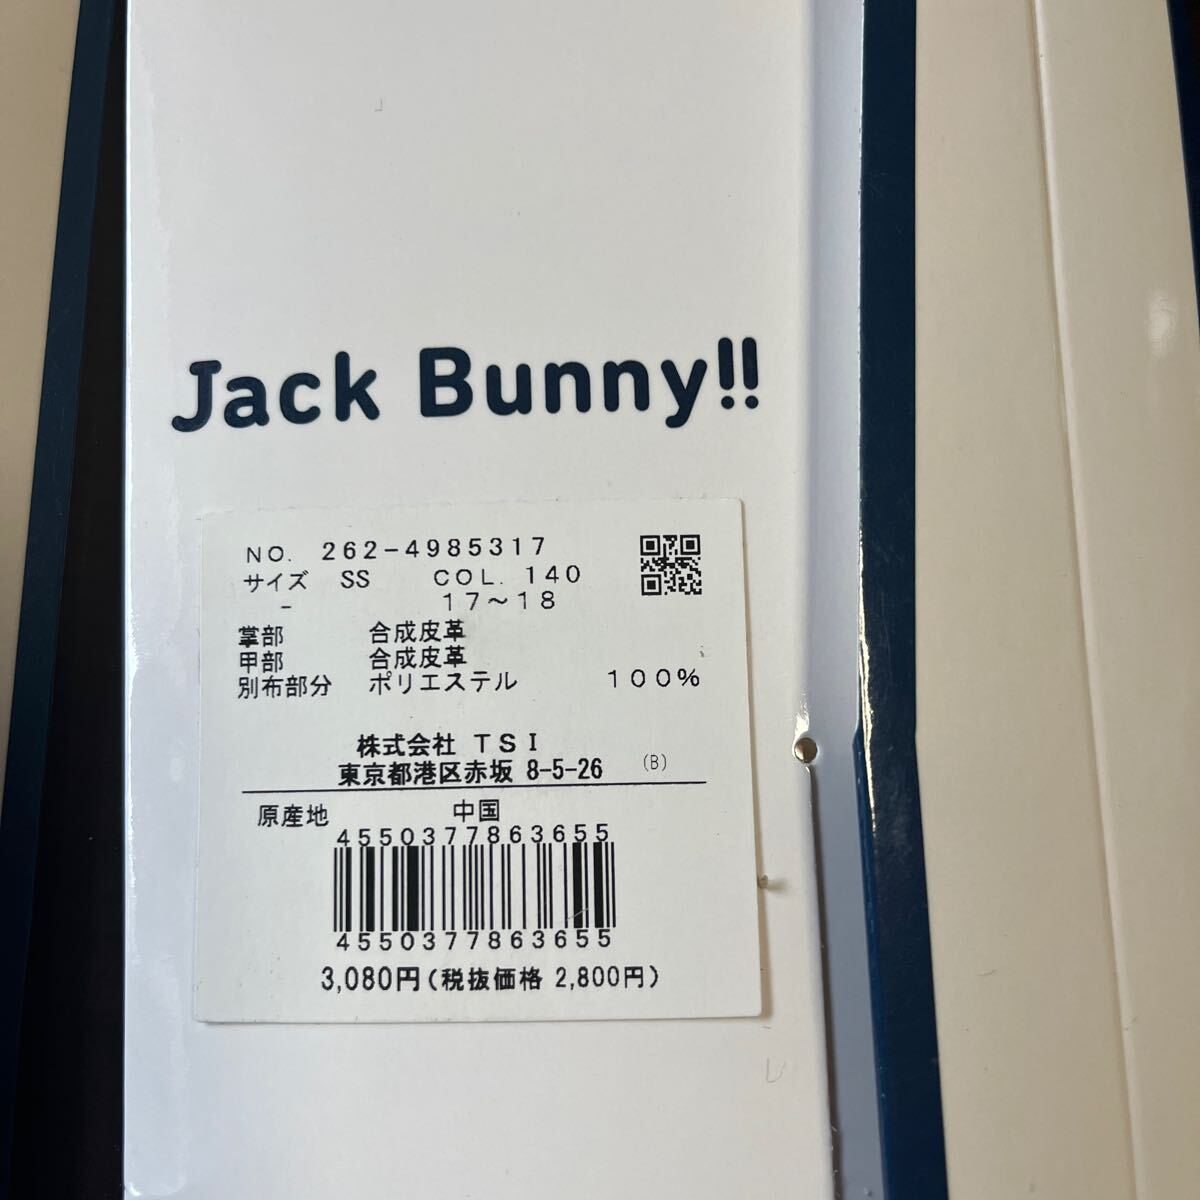 Jack Bunny!!
NO. 262-4985317
サイズ SS COL. 140
- 17～18
掌部 合成皮革
甲部 合成皮革
別布部分 ポリエステル 100%
株式会社 TSI
東京都港区赤坂 8-5-26 (B)
原産地 中国
4550377863655
4550377863655
3,080円(税抜価格 2,800円)